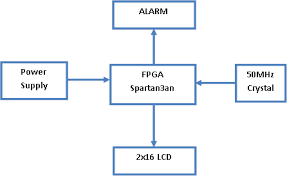 ALARM
Power
Supply
FPGA
Spartan3an
50MHz
Crystal
2x16 LCD